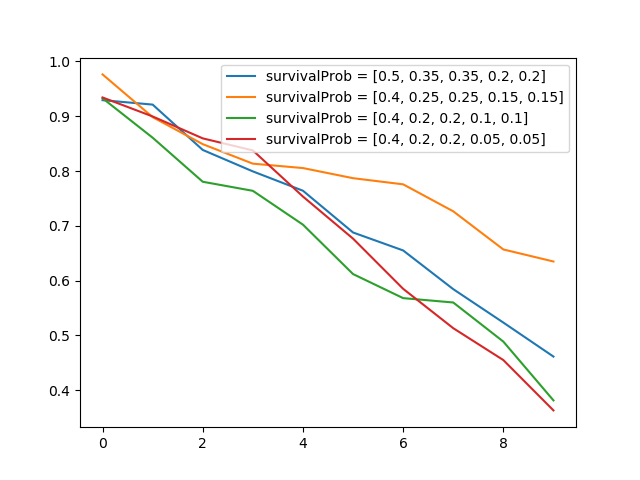 survivalProb = [0.5, 0.35, 0.35, 0.2, 0.2]
survivalProb = [0.4, 0.25, 0.25, 0.15, 0.15]
survivalProb = [0.4, 0.2, 0.2, 0.1, 0.1]
survivalProb = [0.4, 0.2, 0.2, 0.05, 0.05]
1.0
0.9
0.8
0.7
0.6
0.5
0.4
0 2 4 6 8